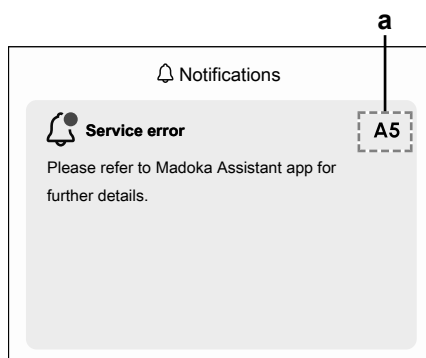 a
Notifications
Service error A5
Please refer to Madoka Assistant app for
further details.